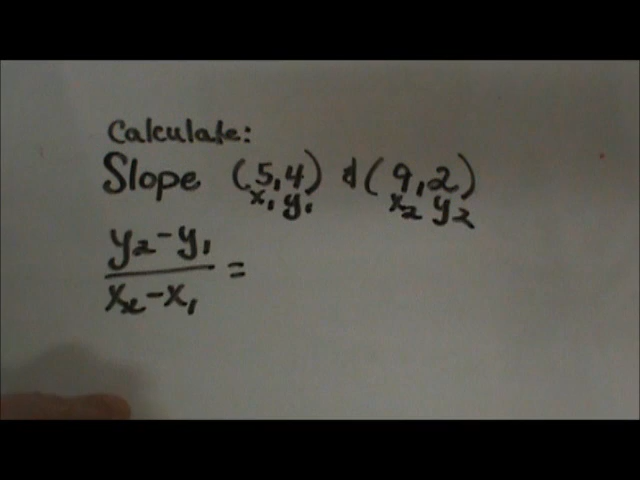 Calculate:
Slope (5,4) & (9,2)
x₁ y₁ x₂ y₂
y₂-y₁
x₂-x₁ =